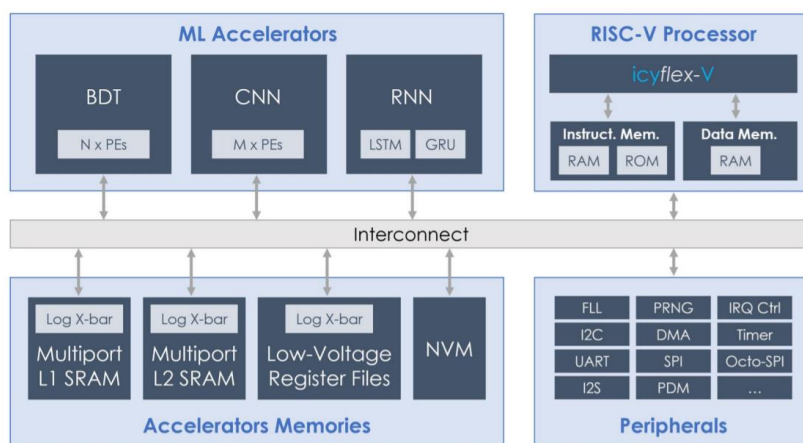 ML Accelerators
BDT
N x PEs
CNN
M x PEs
RNN
LSTM
GRU
RISC-V Processor
icyflex-V
Instruct. Mem.
RAM
ROM
Data Mem.
RAM
Interconnect
Log X-bar
Multiport
L1 SRAM
Log X-bar
Multiport
L2 SRAM
Log X-bar
Low-Voltage
Register Files
NVM
Accelerators Memories
FLL
PRNG
IRQ Ctrl
I2C
DMA
Timer
UART
SPI
Octo-SPI
I2S
PDM
...
Peripherals